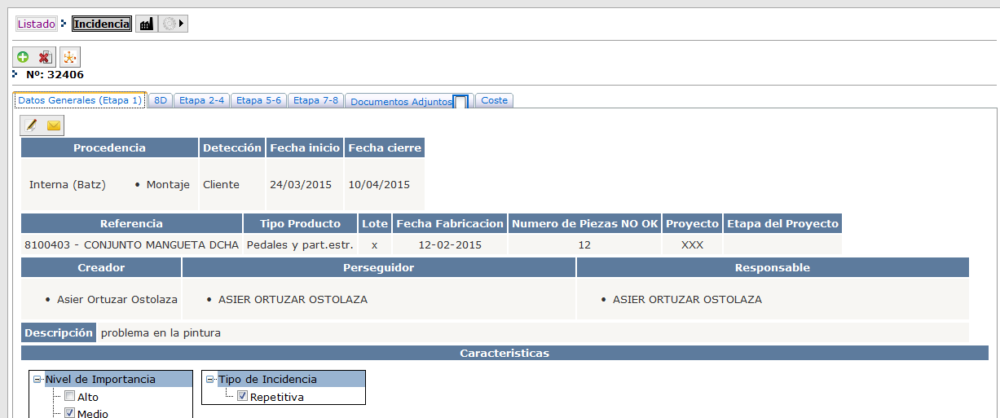 Listado Incidencia
Nº: 32406
Datos Generales (Etapa 1) 8D Etapa 2-4 Etapa 5-6 Etapa 7-8 Documentos Adjuntos Coste
Procedencia Detección Fecha inicio Fecha cierre
Interna (Batz) • Montaje Cliente 24/03/2015 10/04/2015
Referencia Tipo Producto Lote Fecha Fabricacion Numero de Piezas NO OK Proyecto Etapa del Proyecto
8100403 - CONJUNTO MANGUETA DCHA Pedales y part.estr. x 12-02-2015 12 XXX
Creador Perseguidor Responsable
• Asier Ortuzar Ostolaza • ASIER ORTUZAR OSTOLAZA • ASIER ORTUZAR OSTOLAZA
Descripción problema en la pintura
Caracteristicas
Nivel de Importancia Tipo de Incidencia
Alto Repetitiva
Medio